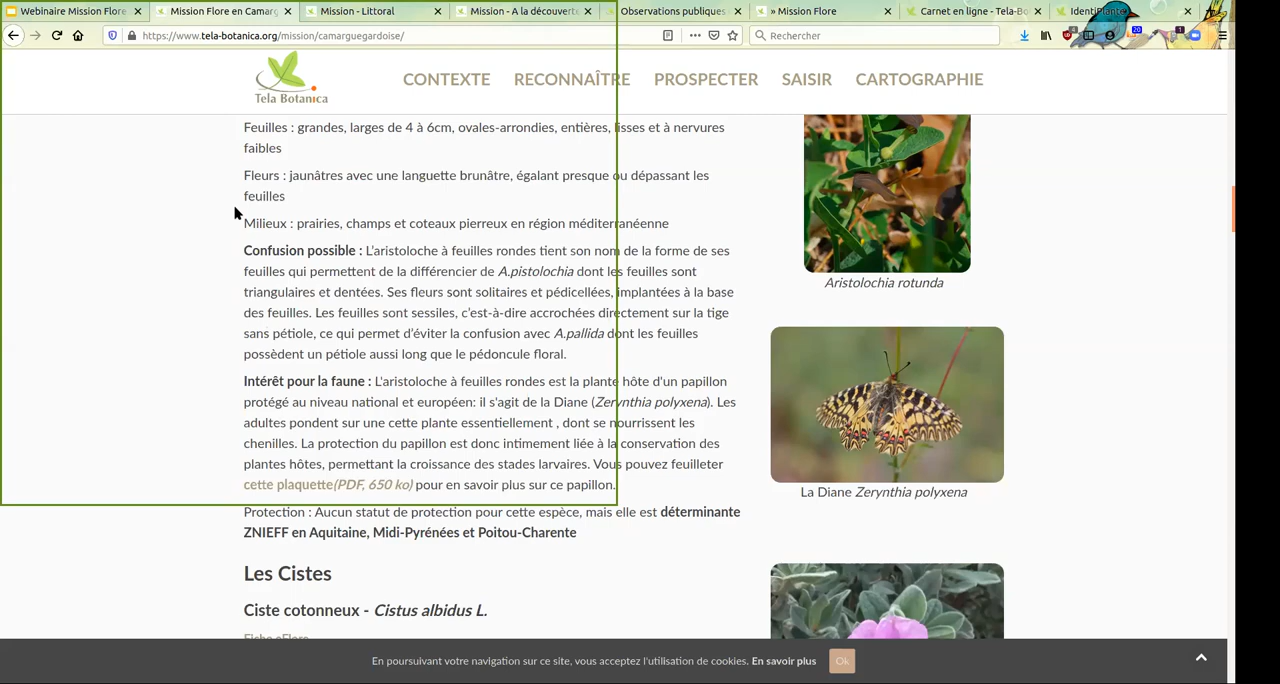 Webinaire Mission Flore
Mission Flore en Camarg
Mission - Littoral
Mission - A la découverte
Observations publiques
» Mission Flore
Carnet en ligne - Tela-Bo
IdentiPlante
https://www.tela-botanica.org/mission/camarguegardoise/
Rechercher
20
1
Tela Botanica
CONTEXTE
RECONNAÎTRE
PROSPECTER
SAISIR
CARTOGRAPHIE
Feuilles : grandes, larges de 4 à 6cm, ovales-arrondies, entières, lisses et à nervures
faibles
Fleurs : jaunâtres avec une languette brunâtre, égalant presque ou dépassant les
feuilles
Milieux : prairies, champs et coteaux pierreux en région méditerranéenne
Confusion possible : L'aristoloche à feuilles rondes tient son nom de la forme de ses
feuilles qui permettent de la différencier de A.pistolochia dont les feuilles sont
triangulaires et dentées. Ses fleurs sont solitaires et pédicellées, implantées à la base
des feuilles. Les feuilles sont sessiles, c'est-à-dire accrochées directement sur la tige
sans pétiole, ce qui permet d'éviter la confusion avec A.pallida dont les feuilles
possèdent un pétiole aussi long que le pédoncule floral.
Intérêt pour la faune : L'aristoloche à feuilles rondes est la plante hôte d'un papillon
protégé au niveau national et européen: il s'agit de la Diane (Zerynthia polyxena). Les
adultes pondent sur une cette plante essentiellement , dont se nourrissent les
chenilles. La protection du papillon est donc intimement liée à la conservation des
plantes hôtes, permettant la croissance des stades larvaires. Vous pouvez feuilleter
cette plaquette(PDF, 650 ko) pour en savoir plus sur ce papillon.
Protection : Aucun statut de protection pour cette espèce, mais elle est déterminante
ZNIEFF en Aquitaine, Midi-Pyrénées et Poitou-Charente
Aristolochia rotunda
La Diane Zerynthia polyxena
Les Cistes
Ciste cotonneux - Cistus albidus L.
Fiche eFlore
En poursuivant votre navigation sur ce site, vous acceptez l'utilisation de cookies. En savoir plus
Ok